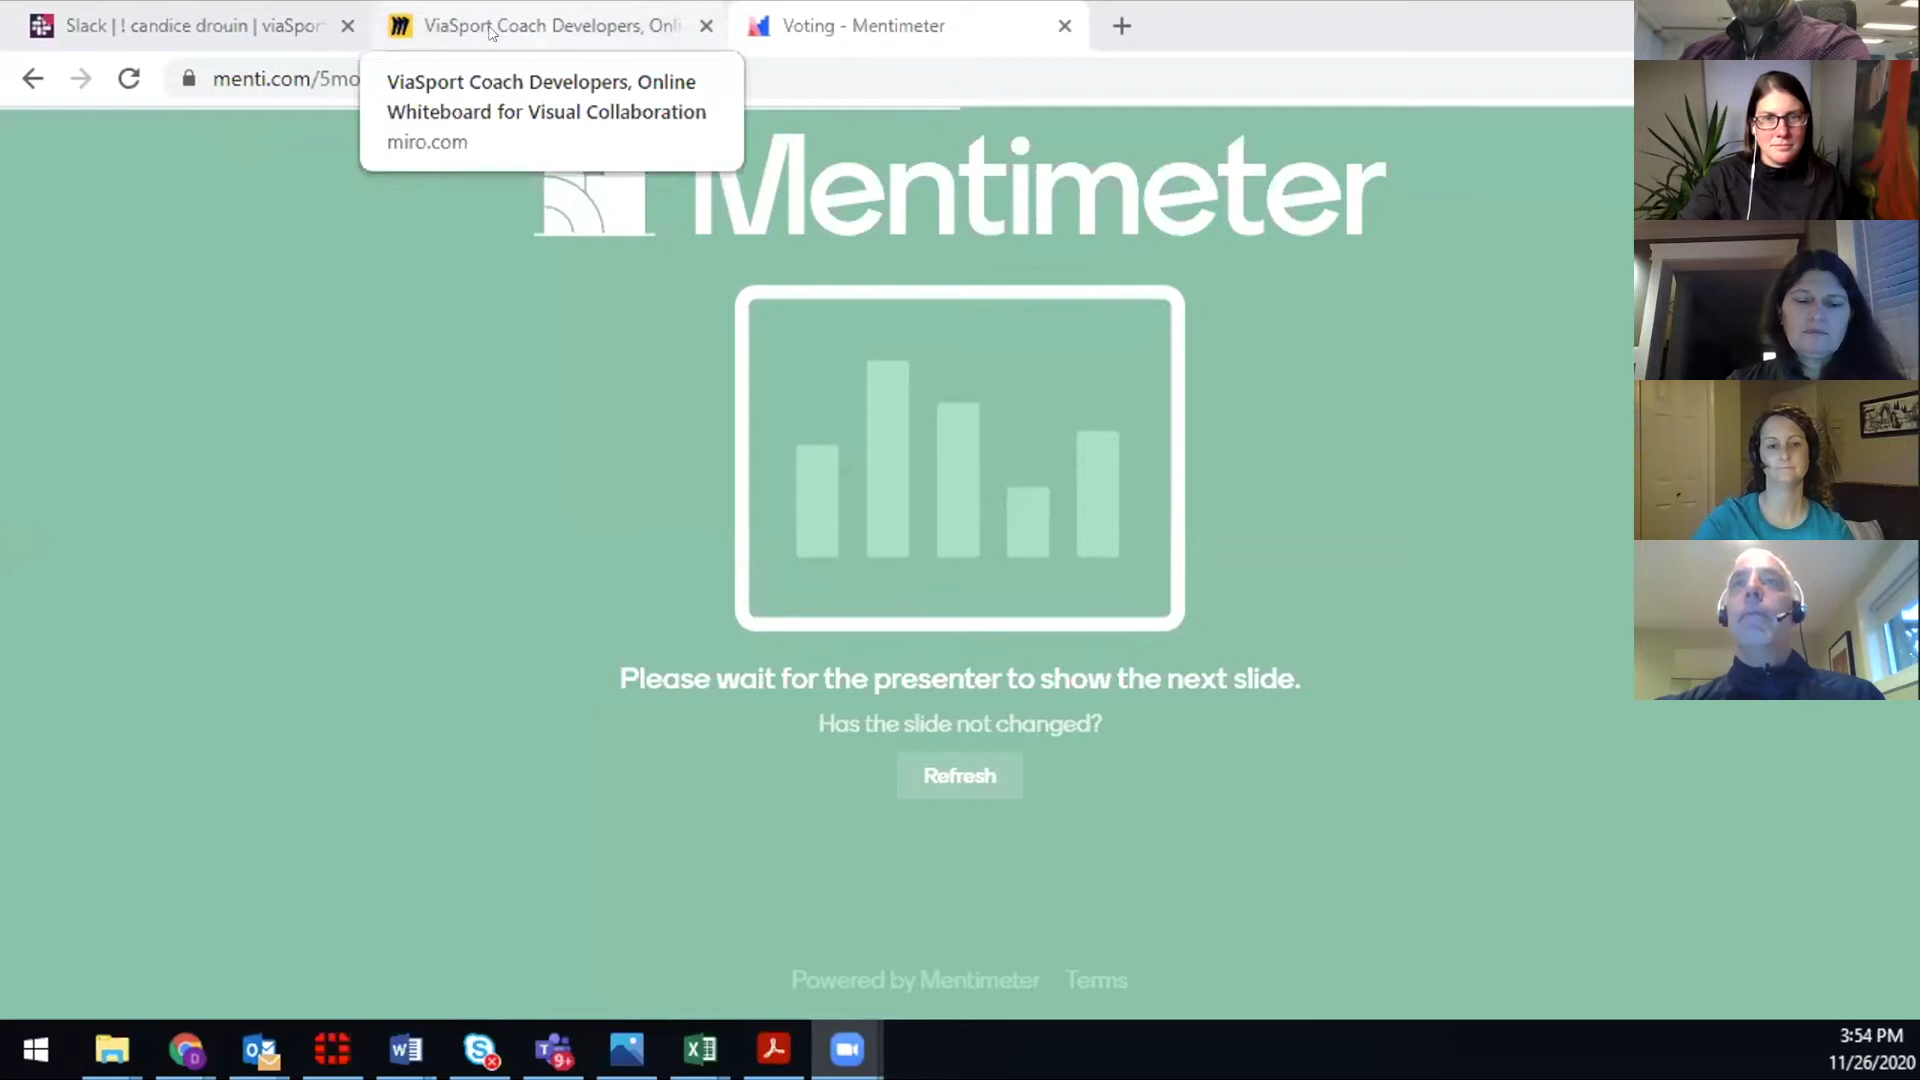 Slack | ! candice drouin | viaSpor
ViaSport Coach Developers, Onli
Voting - Mentimeter
menti.com/5mo
ViaSport Coach Developers, Online
Whiteboard for Visual Collaboration
miro.com
Mentimeter
Please wait for the presenter to show the next slide.
Has the slide not changed?
Refresh
Powered by Mentimeter Terms
9+
3:54 PM
11/26/2020